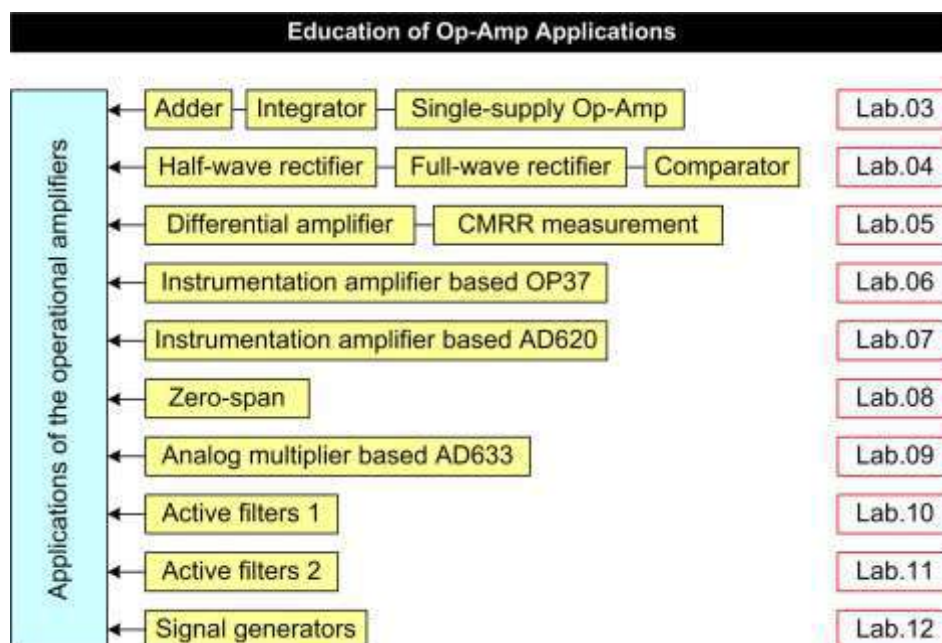 Education of Op-Amp Applications
Applications of the operational amplifiers
Adder Integrator Single-supply Op-Amp Lab.03
Half-wave rectifier Full-wave rectifier Comparator Lab.04
Differential amplifier CMRR measurement Lab.05
Instrumentation amplifier based OP37 Lab.06
Instrumentation amplifier based AD620 Lab.07
Zero-span Lab.08
Analog multiplier based AD633 Lab.09
Active filters 1 Lab.10
Active filters 2 Lab.11
Signal generators Lab.12